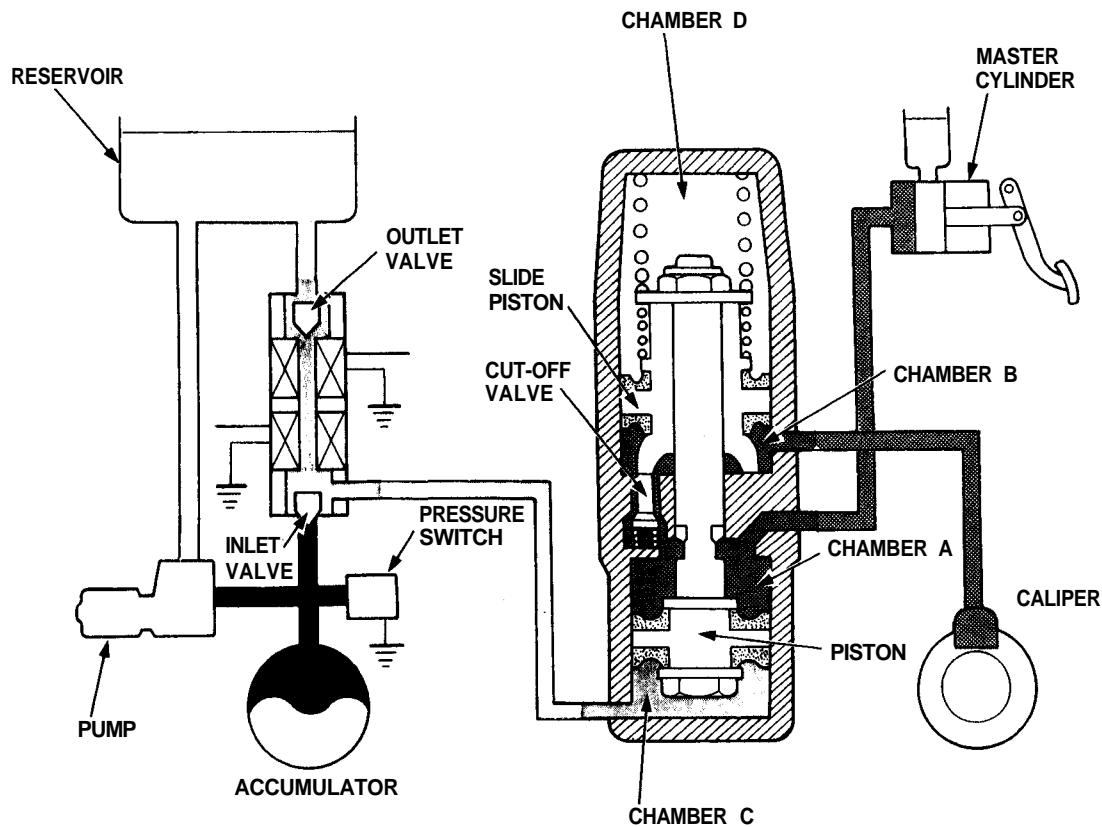 CHAMBER D
RESERVOIR
MASTER
CYLINDER
OUTLET
VALVE
SLIDE
PISTON
CUT-OFF
VALVE
CHAMBER B
PRESSURE
SWITCH
INLET
VALVE
CHAMBER A
CALIPER
PISTON
PUMP
ACCUMULATOR
CHAMBER C